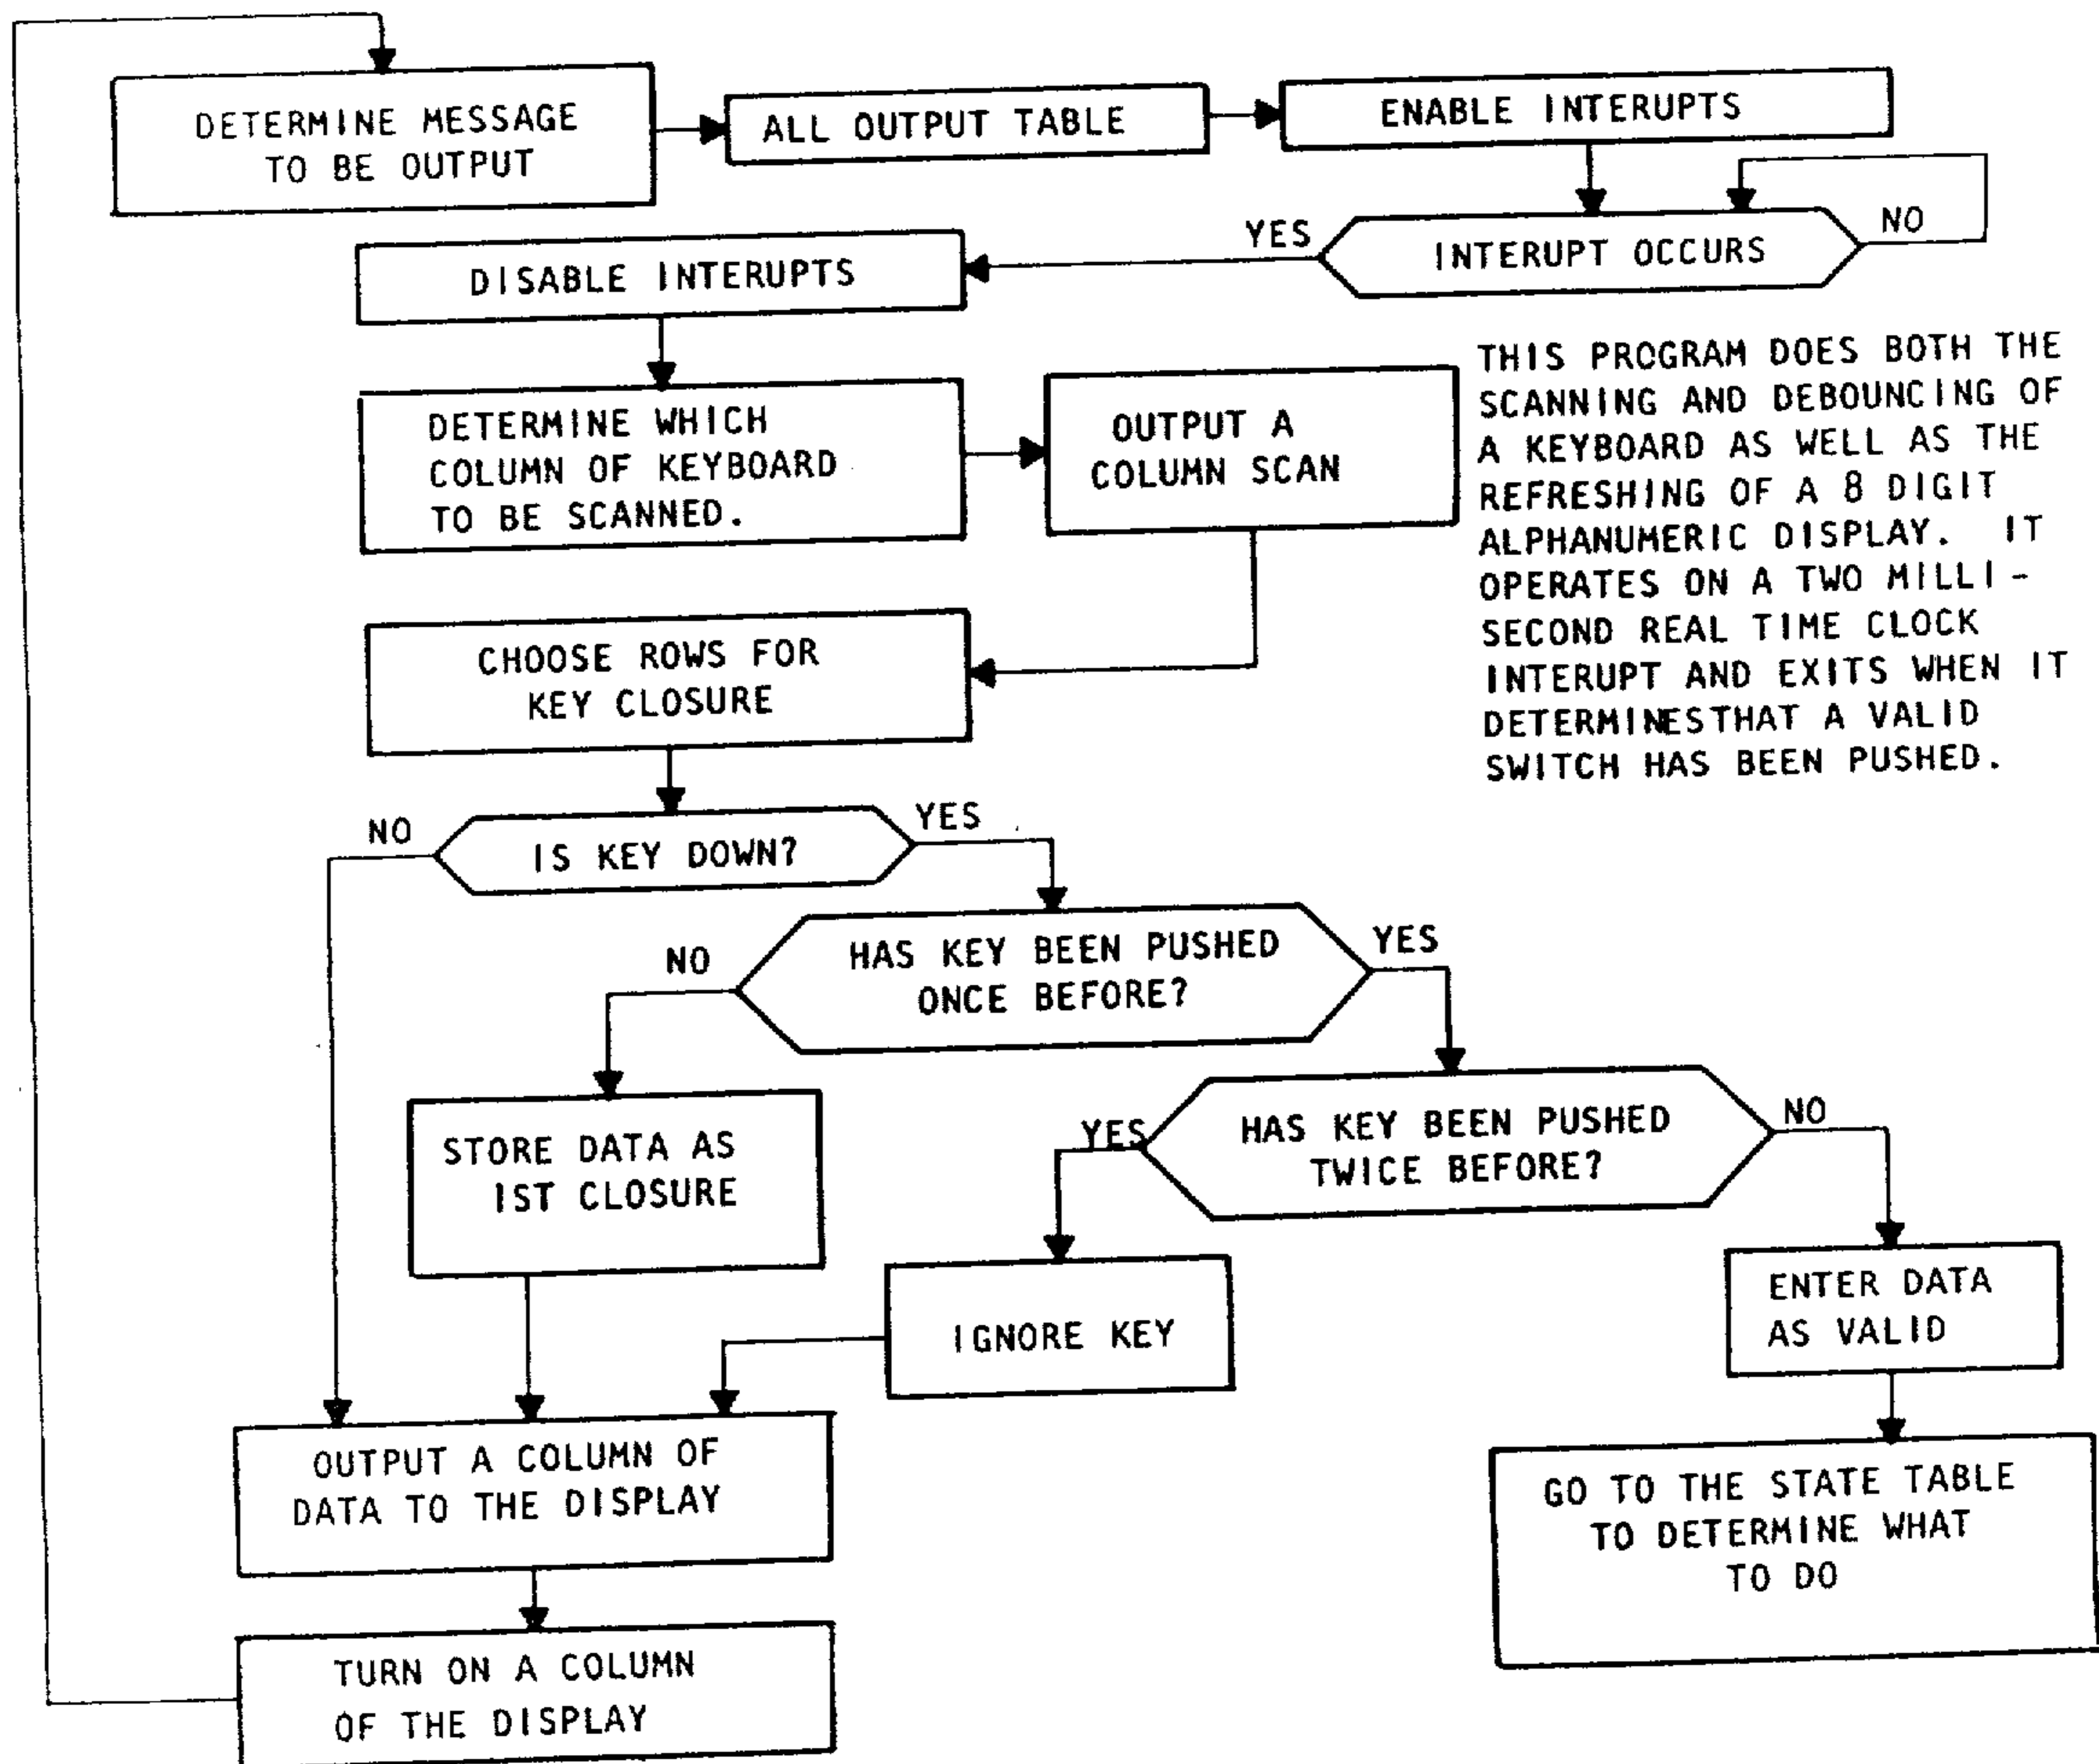 DETERMINE MESSAGE
TO BE OUTPUT
ALL OUTPUT TABLE
ENABLE INTERUPTS
INTERUPT OCCURS
NO
YES
DISABLE INTERUPTS
DETERMINE WHICH
COLUMN OF KEYBOARD
TO BE SCANNED.
OUTPUT A
COLUMN SCAN
THIS PROGRAM DOES BOTH THE
SCANNING AND DEBOUNCING OF
A KEYBOARD AS WELL AS THE
REFRESHING OF A 8 DIGIT
ALPHANUMERIC DISPLAY. IT
OPERATES ON A TWO MILLI-
SECOND REAL TIME CLOCK
INTERUPT AND EXITS WHEN IT
DETERMINES THAT A VALID
SWITCH HAS BEEN PUSHED.
CHOOSE ROWS FOR
KEY CLOSURE
NO
IS KEY DOWN?
YES
NO
HAS KEY BEEN PUSHED
ONCE BEFORE?
YES
STORE DATA AS
1ST CLOSURE
YES
HAS KEY BEEN PUSHED
TWICE BEFORE?
NO
IGNORE KEY
ENTER DATA
AS VALID
OUTPUT A COLUMN OF
DATA TO THE DISPLAY
GO TO THE STATE TABLE
TO DETERMINE WHAT
TO DO
TURN ON A COLUMN
OF THE DISPLAY